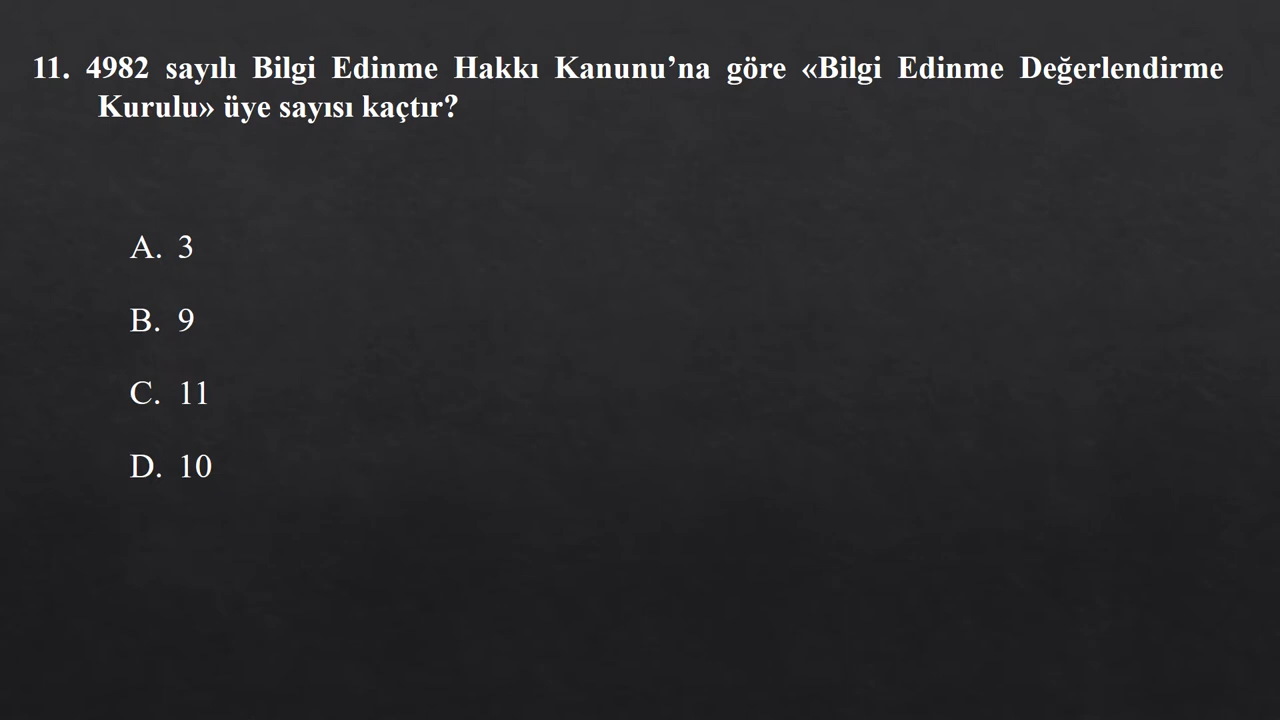 11. 4982 sayılı Bilgi Edinme Hakkı Kanunu’na göre «Bilgi Edinme Değerlendirme
Kurulu» üye sayısı kaçtır?
A. 3
B. 9
C. 11
D. 10